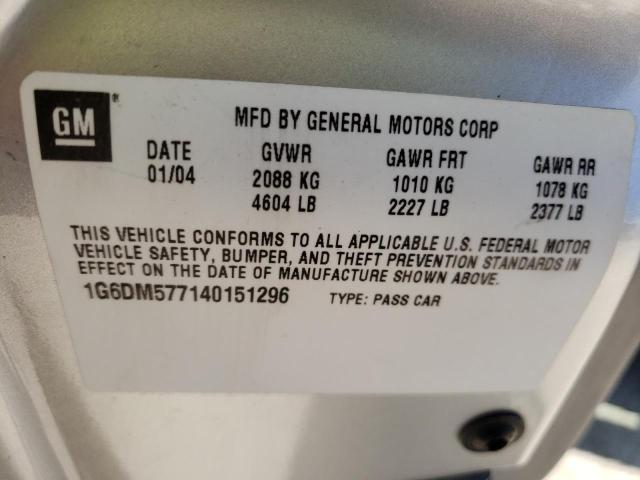 GM ®
MFD BY GENERAL MOTORS CORP
DATE GVWR GAWR FRT GAWR RR
01/04 2088 KG 1010 KG 1078 KG
4604 LB 2227 LB 2377 LB
THIS VEHICLE CONFORMS TO ALL APPLICABLE U.S. FEDERAL MOTOR
VEHICLE SAFETY, BUMPER, AND THEFT PREVENTION STANDARDS IN
EFFECT ON THE DATE OF MANUFACTURE SHOWN ABOVE.
1G6DM577140151296 TYPE: PASS CAR